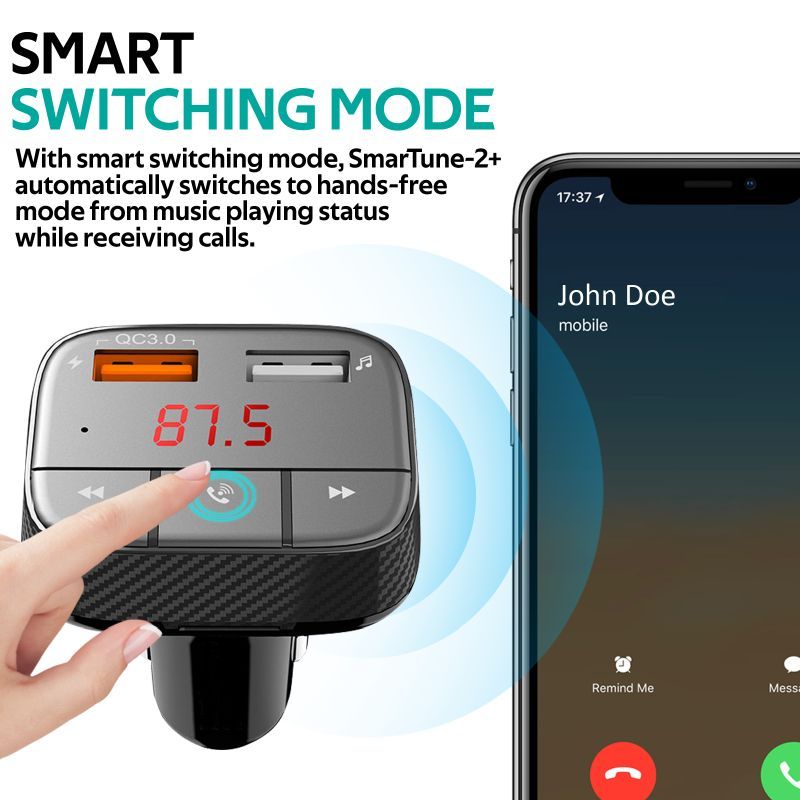 SMART
SWITCHING MODE
With smart switching mode, SmarTune-2+
automatically switches to hands-free
mode from music playing status
while receiving calls.
17:37
John Doe
mobile
QC3.0
87.5
Remind Me
Messa